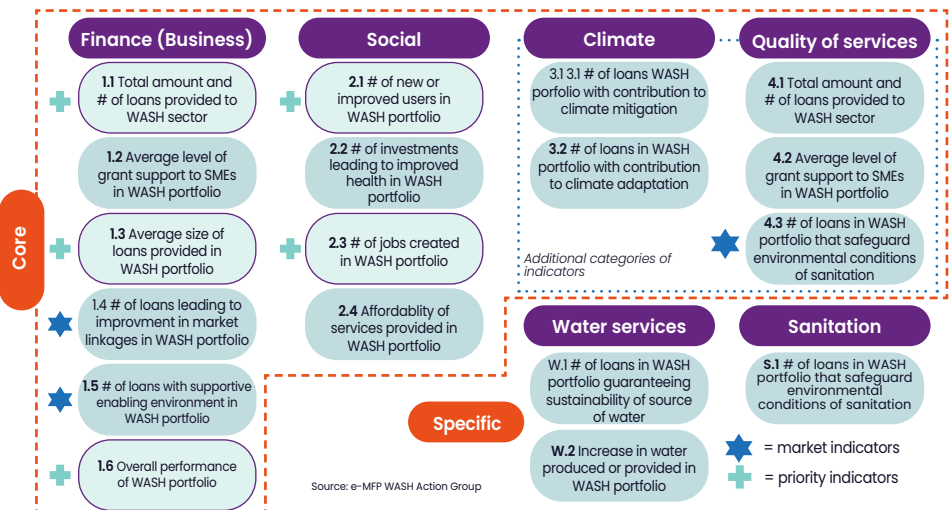 Finance (Business)
1.1 Total amount and
# of loans provided to
WASH sector
1.2 Average level of
grant support to SMEs
in WASH portfolio
1.3 Average size of
loans provided in
WASH portfolio
1.4 # of loans leading to
improvment in market
linkages in WASH portfolio
1.5 # of loans with supportive
enabling environment in
WASH portfolio
1.6 Overall performance
of WASH portfolio
Social
2.1 # of new or
improved users in
WASH portfolio
2.2 # of investments
leading to improved
health in WASH
portfolio
2.3 # of jobs created
in WASH portfolio
2.4 Affordablity of
services provided in
WASH portfolio
Climate
3.1 3.1 # of loans WASH
porfolio with contribution to
climate mitigation
3.2 # of loans in WASH
portfolio with contribution
to climate adaptation
Additional categories of
indicators
Quality of services
4.1 Total amount and
# of loans provided to
WASH sector
4.2 Average level of
grant support to SMEs
in WASH portfolio
4.3 # of loans in WASH
portfolio that safeguard
environmental conditions
of sanitation
Core
Specific
Water services
W.1 # of loans in WASH
portfolio guaranteeing
sustainability of source
of water
W.2 Increase in water
produced or provided in
WASH portfolio
Sanitation
S.1 # of loans in WASH
portfolio that safeguard
environmental
conditions of sanitation
= market indicators
= priority indicators
Source: e-MFP WASH Action Group